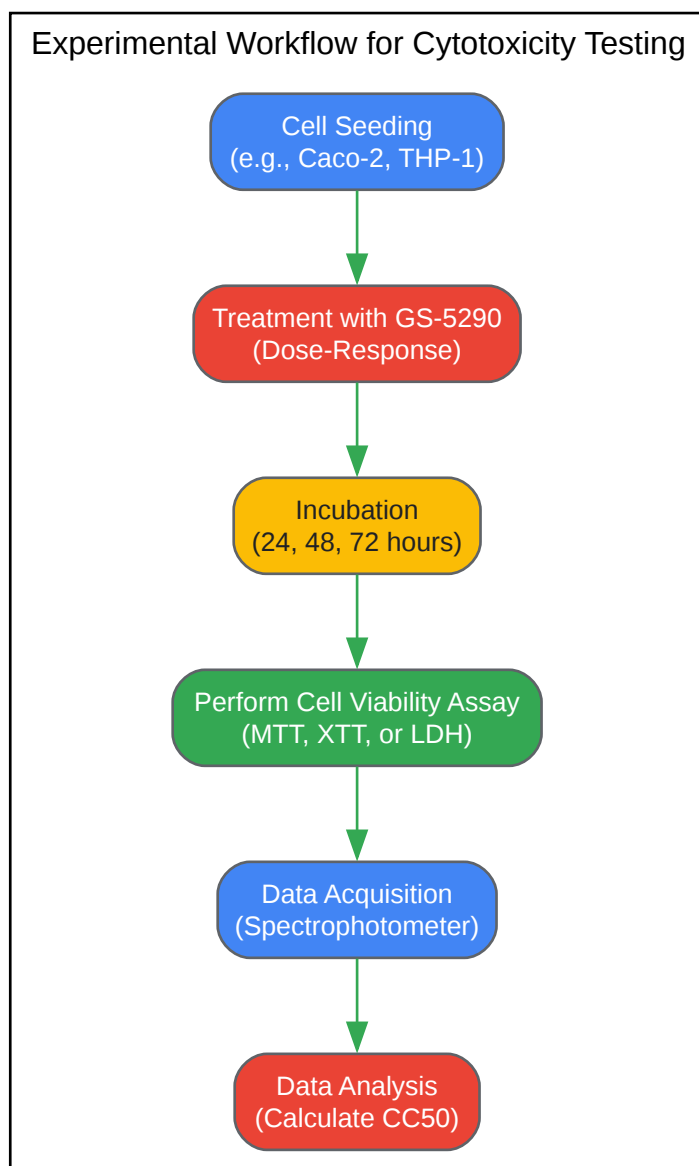 Experimental Workflow for Cytotoxicity Testing
Cell Seeding
(e.g., Caco-2, THP-1)
Treatment with GS-5290
(Dose-Response)
Incubation
(24, 48, 72 hours)
Perform Cell Viability Assay
(MTT, XTT, or LDH)
Data Acquisition
(Spectrophotometer)
Data Analysis
(Calculate CC50)